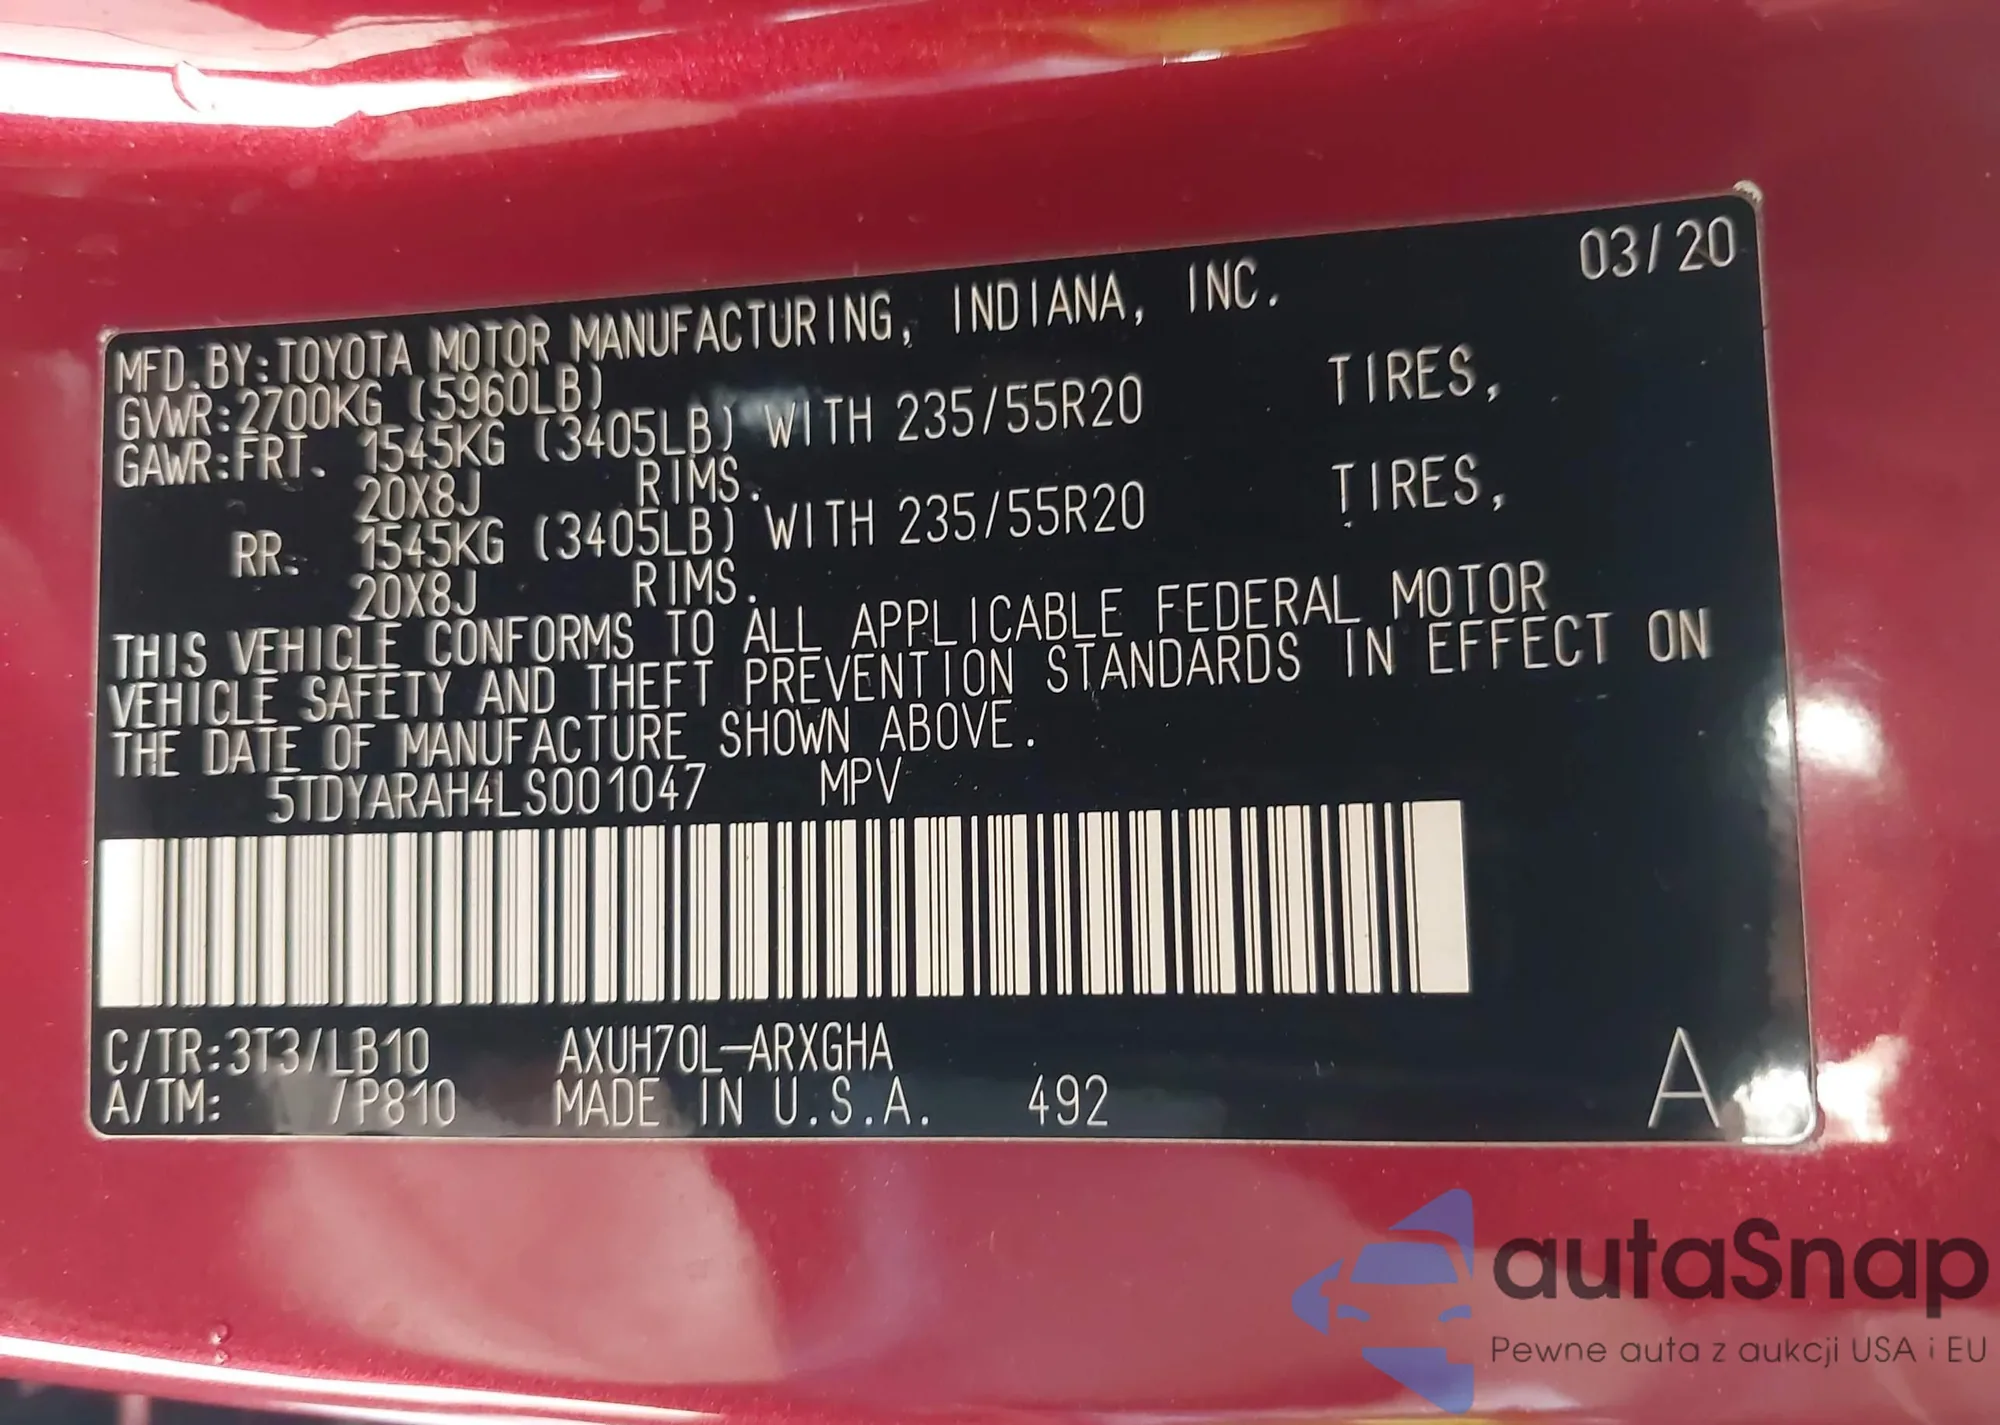 03/20
MFD.BY:TOYOTA MOTOR MANUFACTURING, INDIANA, INC.
GVWR:2700KG (5960LB)
GAWR:FRT. 1545KG (3405LB) WITH 235/55R20 TIRES,
20X8J RIMS.
RR. 1545KG (3405LB) WITH 235/55R20 TIRES,
20X8J RIMS.
THIS VEHICLE CONFORMS TO ALL APPLICABLE FEDERAL MOTOR
VEHICLE SAFETY AND THEFT PREVENTION STANDARDS IN EFFECT ON
THE DATE OF MANUFACTURE SHOWN ABOVE.
5TDYARAH4LS001047 MPV
C/TR:3T3/LB10 AXUH70L-ARXGHA
A/TM: /P810 MADE IN U.S.A. 492 A
autaSnap
Pewne auta z aukcji USA i EU